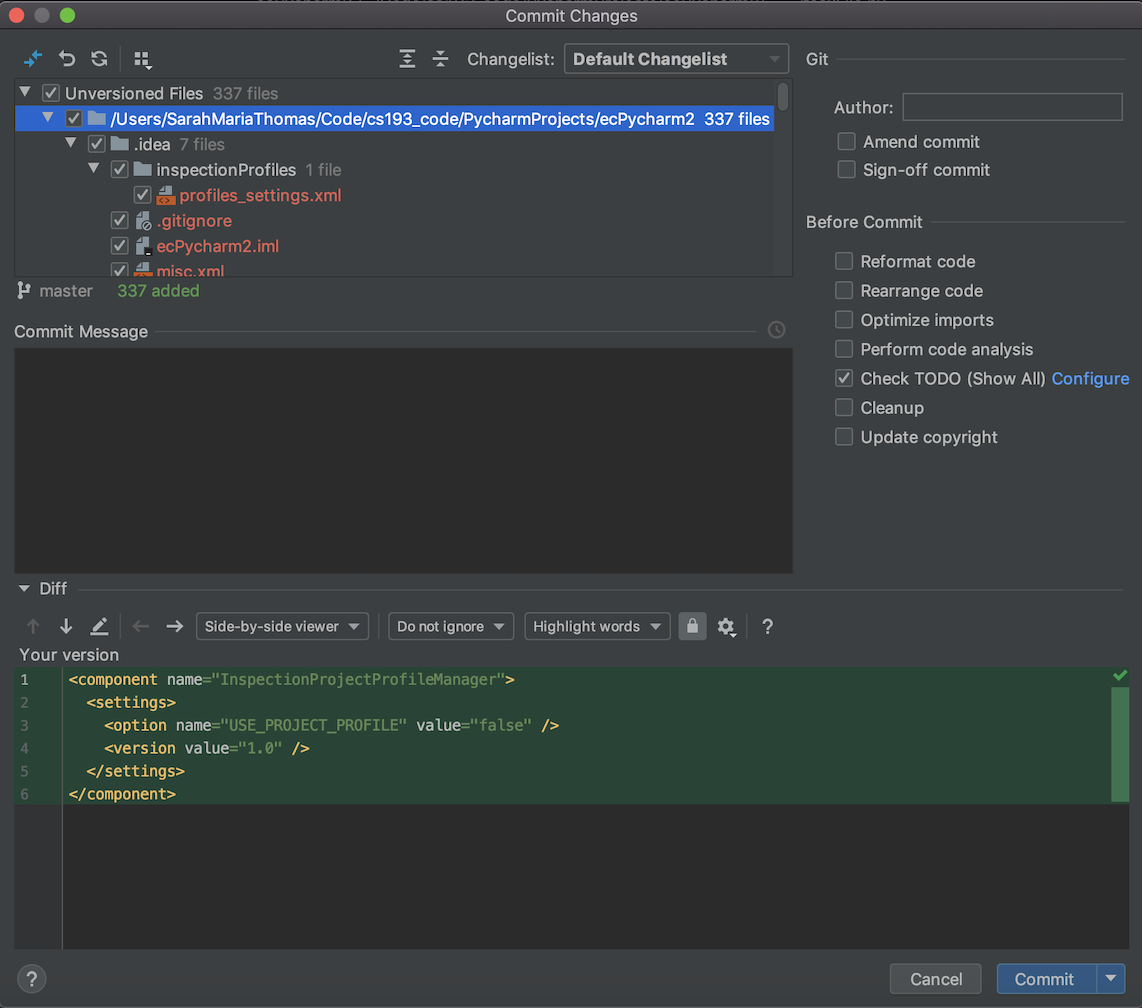 Commit Changes
Changelist: Default Changelist
Git
Unversioned Files 337 files
/Users/SarahMariaThomas/Code/cs193_code/PycharmProjects/ecPycharm2 337 files
.idea 7 files
inspectionProfiles 1 file
profiles_settings.xml
.gitignore
ecPycharm2.iml
misc.xml
master 337 added
Author:
Amend commit
Sign-off commit
Before Commit
Reformat code
Rearrange code
Optimize imports
Perform code analysis
Check TODO (Show All) Configure
Cleanup
Update copyright
Commit Message
Diff
Side-by-side viewer
Do not ignore
Highlight words
?
Your version
1 <component name="InspectionProjectProfileManager">
2 <settings>
3 <option name="USE_PROJECT_PROFILE" value="false" />
4 <version value="1.0" />
5 </settings>
6 </component>
?
Cancel
Commit